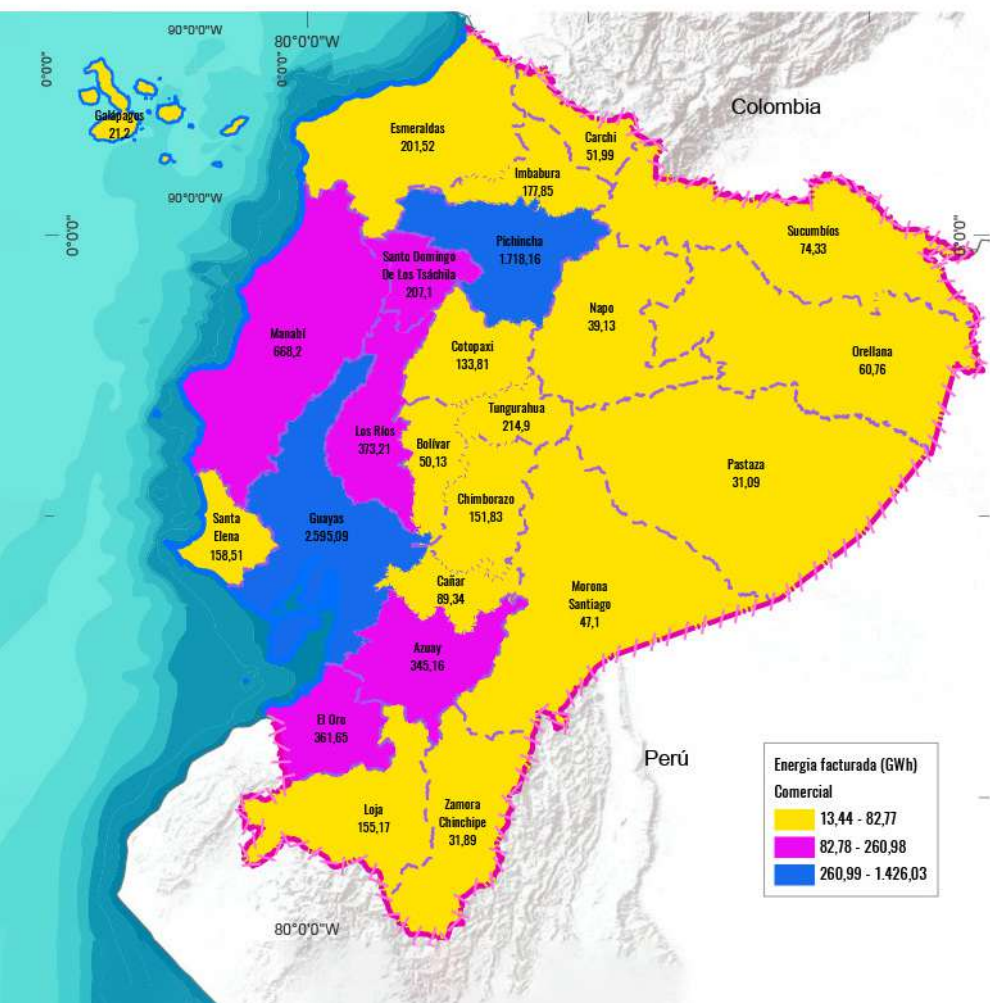 90°0'0"W
80°0'0"W
0°0'0"
0°0'0"
Colombia
Galápagos
21,2
Esmeraldas
201,52
Carchi
51,99
Imbabura
177,85
90°0'0"W
0°0'0"
0°0'0"
Sucumbíos
74,33
Pichincha
1.718,16
Santo Domingo
De Los Tsáchila
207,1
Napo
39,13
Manabí
668,2
Cotopaxi
133,81
Orellana
60,76
Tungurahua
214,9
Los Ríos
373,21
Bolívar
50,13
Pastaza
31,09
Chimborazo
151,83
Santa
Elena
158,51
Guayas
2.595,09
Cañar
89,34
Morona
Santiago
47,1
Azuay
345,16
El Oro
361,65
Perú
Loja
155,17
Zamora
Chinchipe
31,89
Energia facturada (GWh)
Comercial
13,44 - 82,77
82,78 - 260,98
260,99 - 1.426,03
80°0'0"W